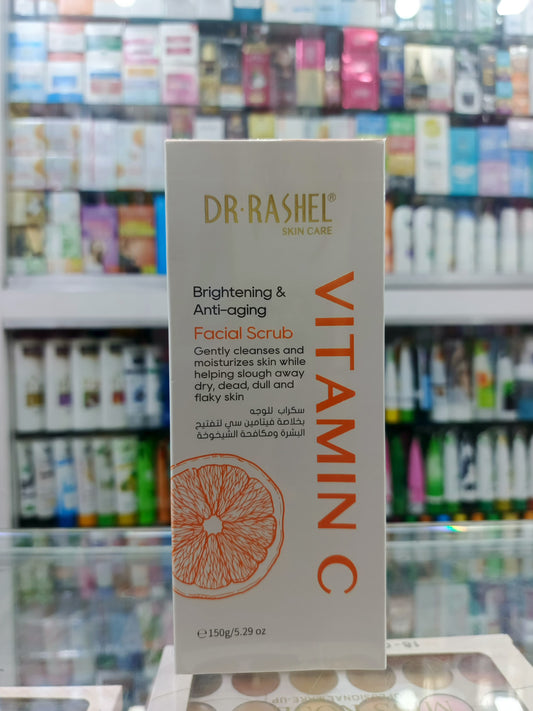 DR·RASHEL®
SKIN CARE
Brightening &
Anti-aging
Facial Scrub
Gently cleanses and
moisturizes skin while
helping slough away
dry, dead, dull and
flaky skin
سكراب للوجه
بخلاصة فيتامين سي لتفتيح
البشرة ومكافحة الشيخوخة
VITAMIN C
℮150g/5.29 oz